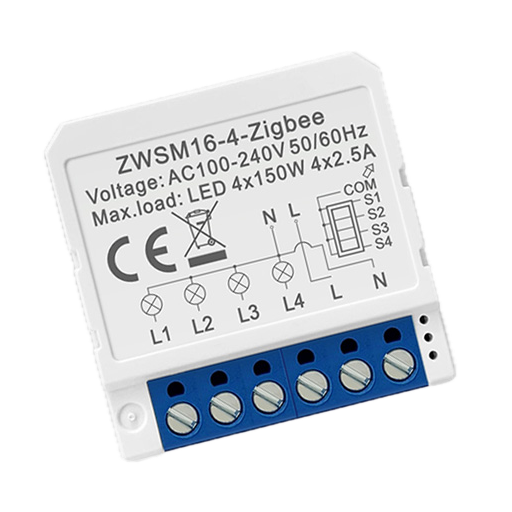 ZWSM16-4-Zigbee
Voltage: AC100-240V 50/60Hz
Max.load: LED 4x150W 4x2.5A
CE
N L
COM
S1
S2
S3
S4
L1 L2 L3 L4 L N